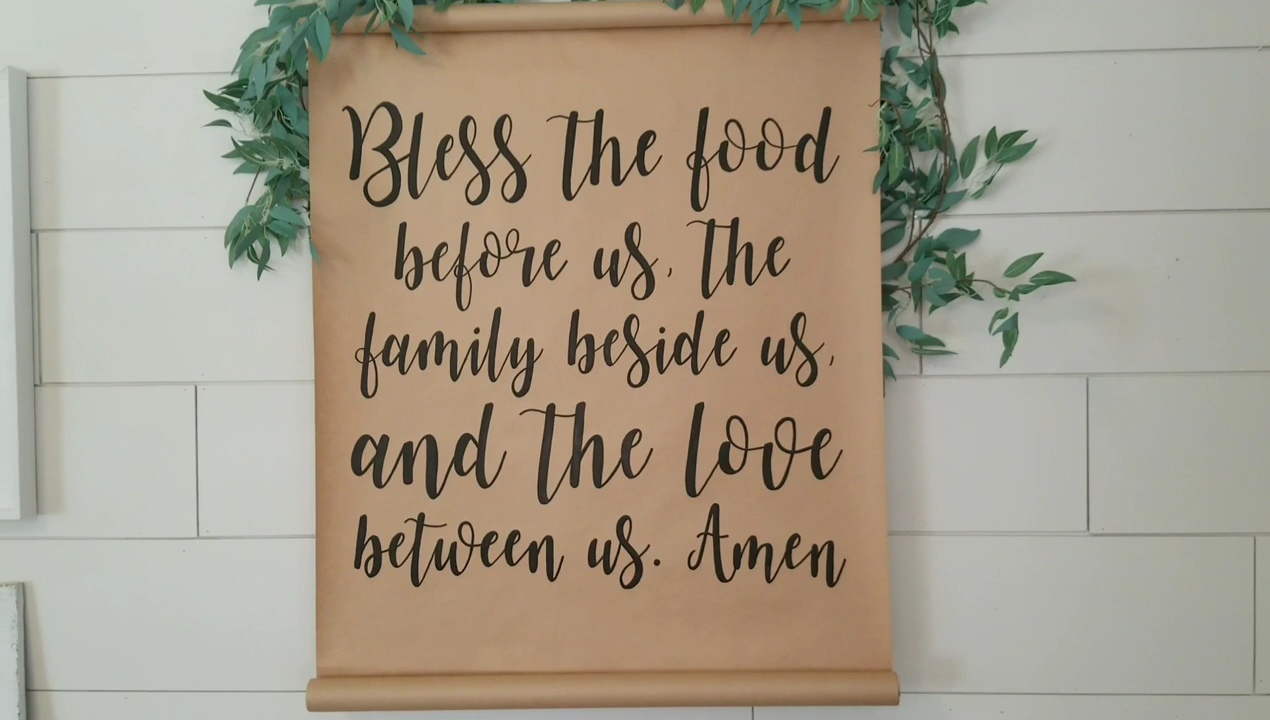 Bless the food
before us, the
family beside us,
and the love
between us. Amen